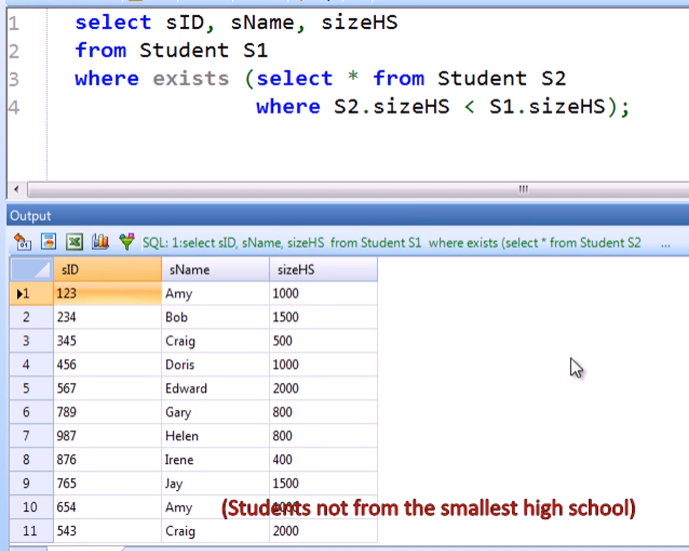 1 select sID, sName, sizeHS
2 from Student S1
3 where exists (select * from Student S2
4 where S2.sizeHS < S1.sizeHS);
Output
SQL: 1:select sID, sName, sizeHS from Student S1 where exists (select * from Student S2 ...
sID sName sizeHS
1 123 Amy 1000
2 234 Bob 1500
3 345 Craig 500
4 456 Doris 1000
5 567 Edward 2000
6 789 Gary 800
7 987 Helen 800
8 876 Irene 400
9 765 Jay 1500
10 654 Amy
(Students not from the smallest high school)
11 543 Craig 2000